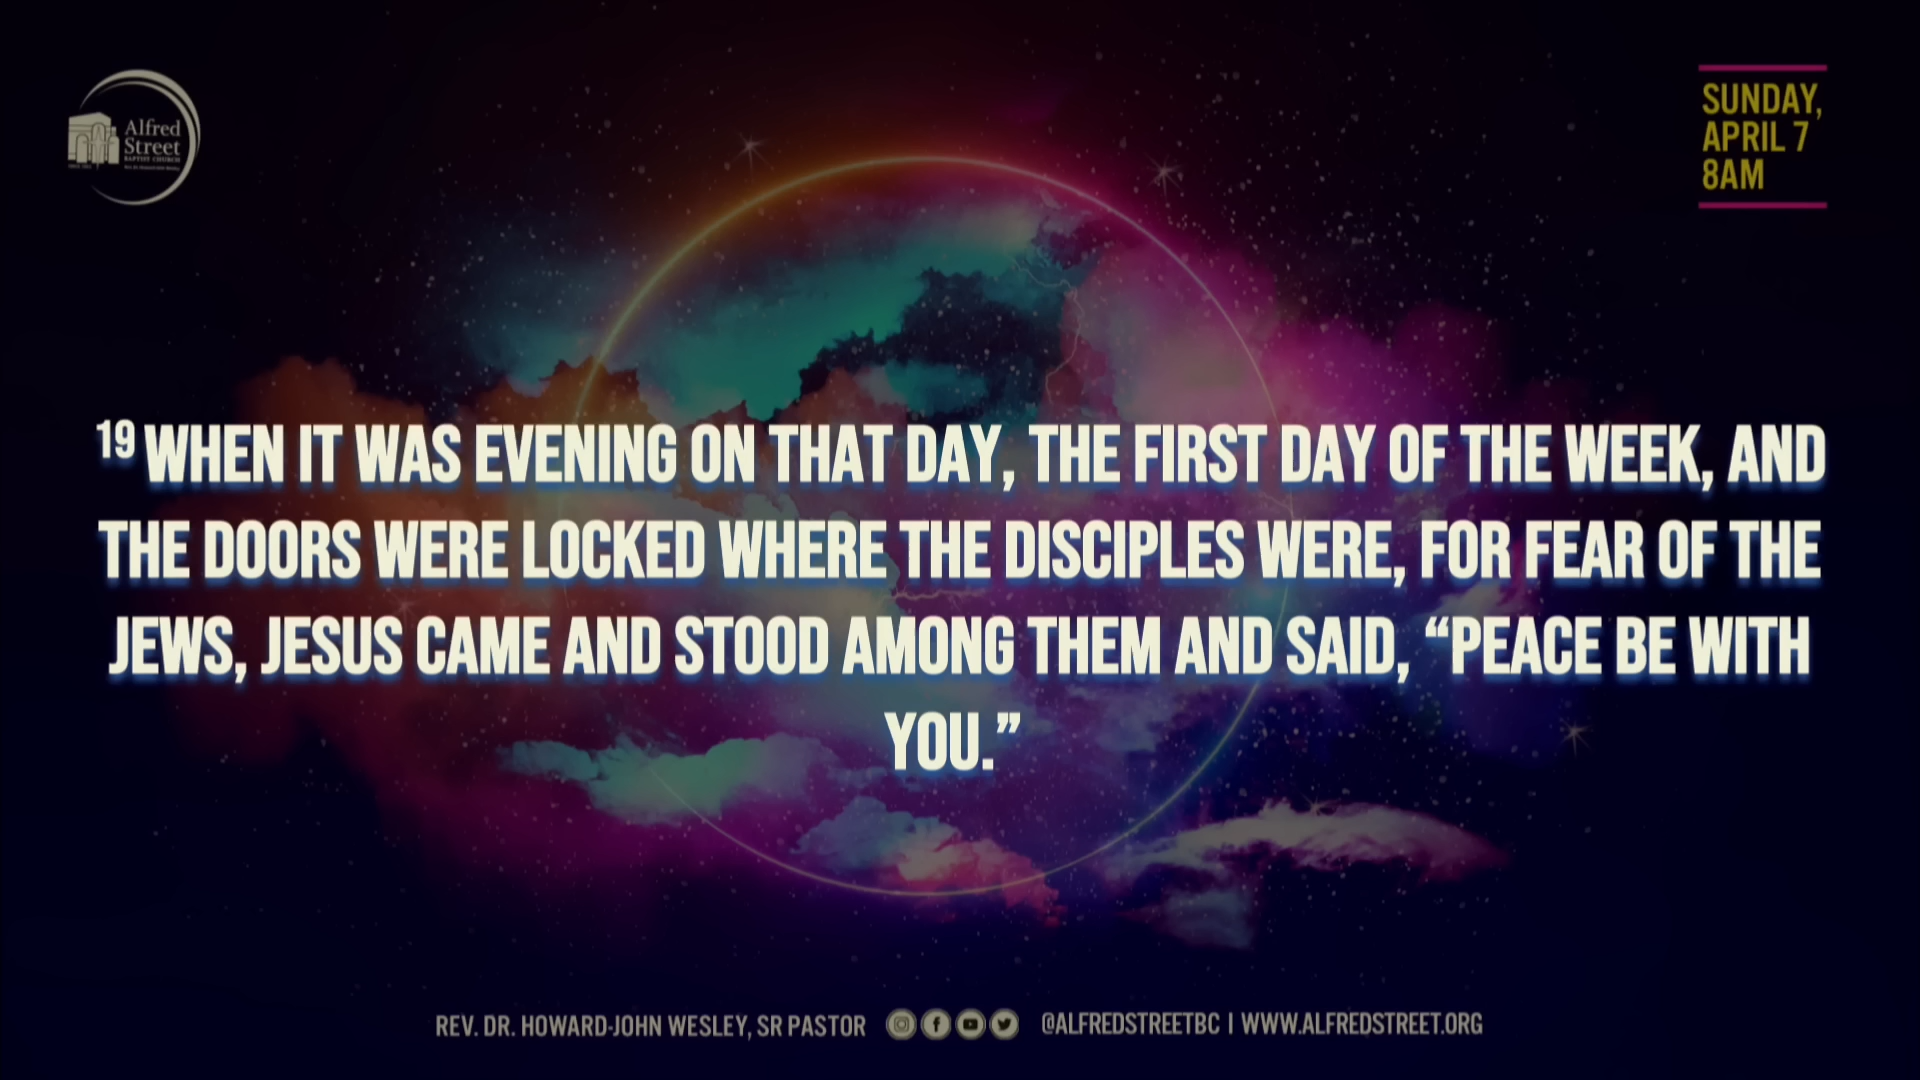 Alfred
Street
BAPTIST CHURCH
SUNDAY,
APRIL 7
8AM
19 WHEN IT WAS EVENING ON THAT DAY, THE FIRST DAY OF THE WEEK, AND
THE DOORS WERE LOCKED WHERE THE DISCIPLES WERE, FOR FEAR OF THE
JEWS, JESUS CAME AND STOOD AMONG THEM AND SAID, “PEACE BE WITH
YOU.”
REV. DR. HOWARD-JOHN WESLEY, SR PASTOR @ALFREDSTREETBC | WWW.ALFREDSTREET.ORG